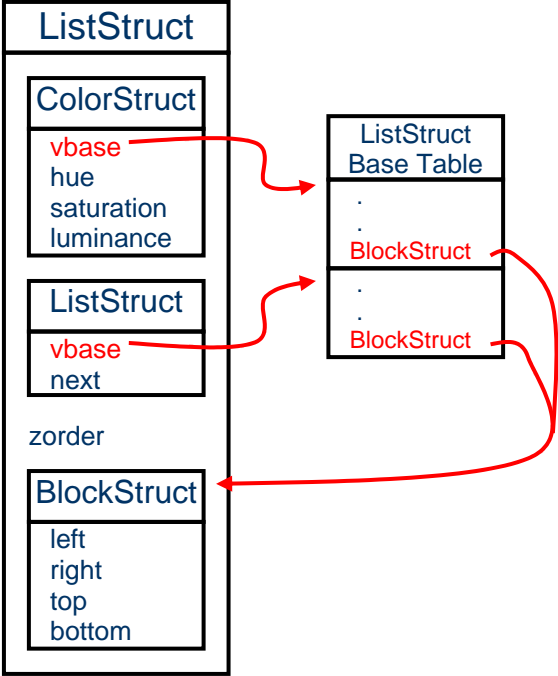 ListStruct
ColorStruct
vbase
hue
saturation
luminance
ListStruct
vbase
next
zorder
BlockStruct
left
right
top
bottom
ListStruct
Base Table
.
.
BlockStruct
.
.
BlockStruct